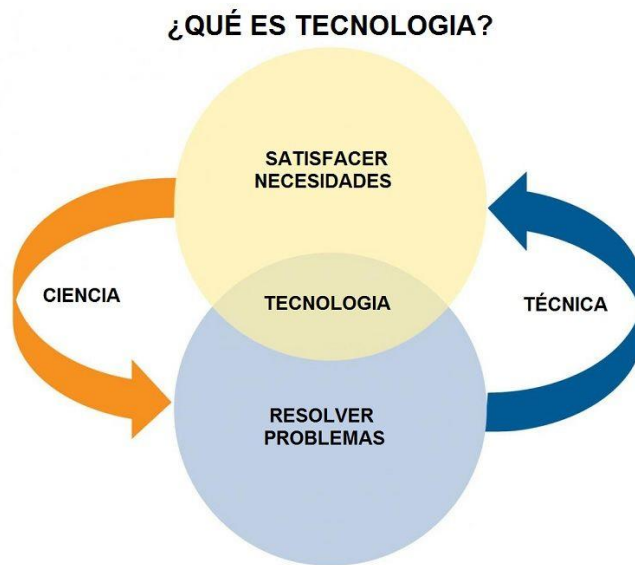 ¿QUÉ ES TECNOLOGIA?
SATISFACER
NECESIDADES
CIENCIA
TECNOLOGIA
TÉCNICA
RESOLVER
PROBLEMAS